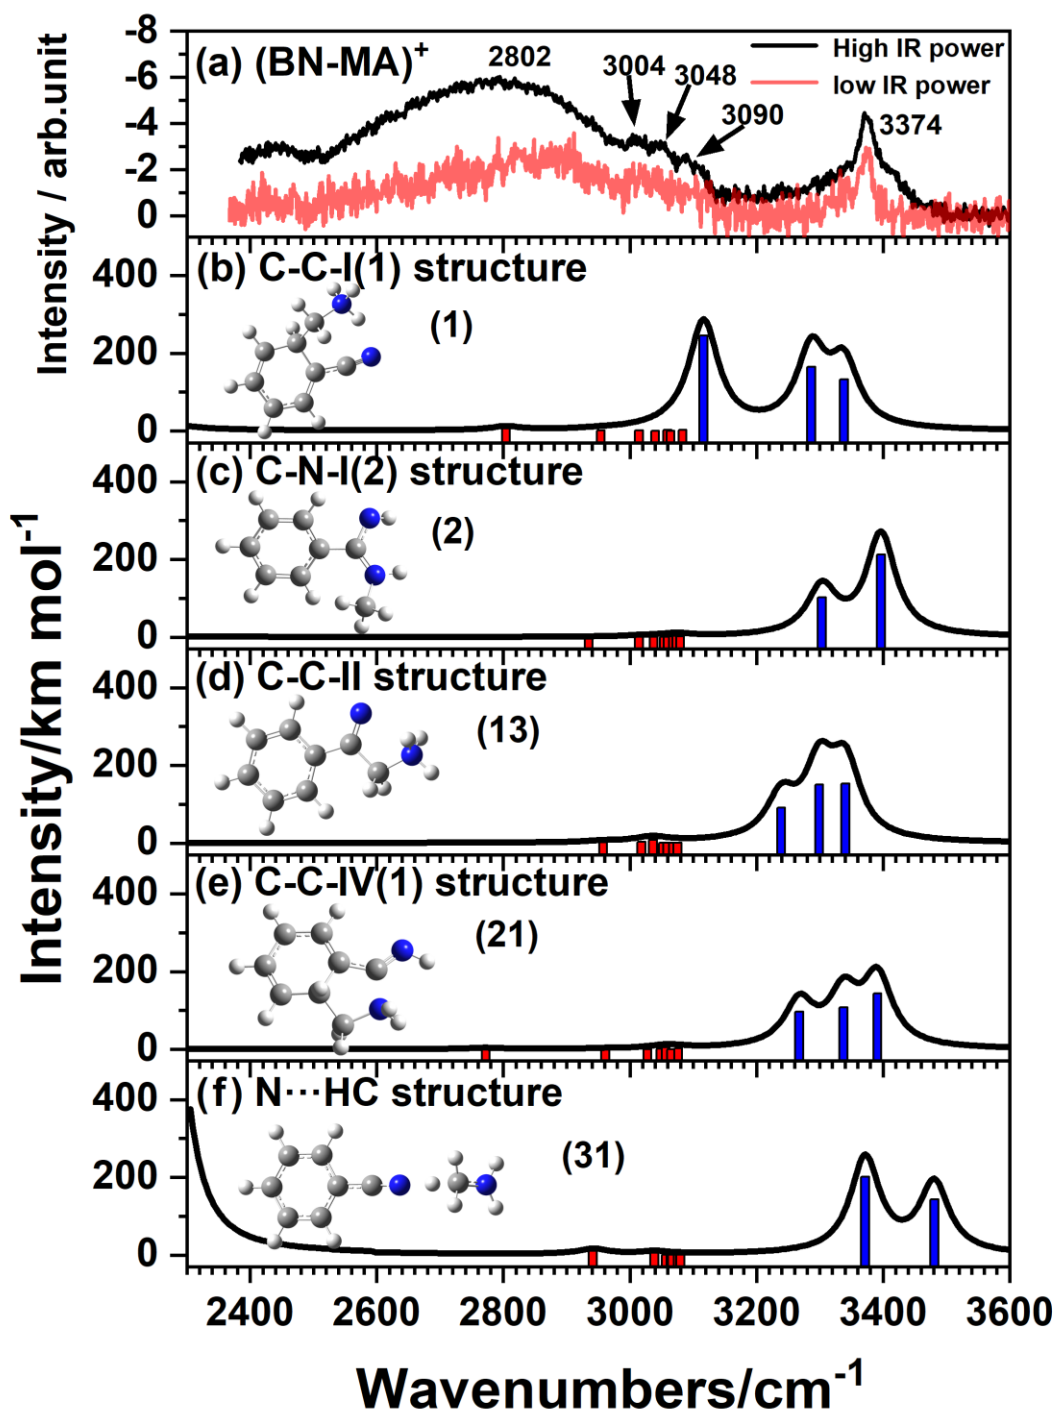 -8
-6
-4
-2
0
Intensity / arb.unit
(a) (BN-MA)+
2802
3004
3048
3090
3374
High IR power
low IR power
400
200
0
(b) C-C-I(1) structure
(1)
400
200
0
(c) C-N-I(2) structure
(2)
400
200
0
(d) C-C-II structure
(13)
400
200
0
(e) C-C-IV(1) structure
(21)
400
200
0
(f) N···HC structure
(31)
Intensity/km mol-1
2400 2600 2800 3000 3200 3400 3600
Wavenumbers/cm-1